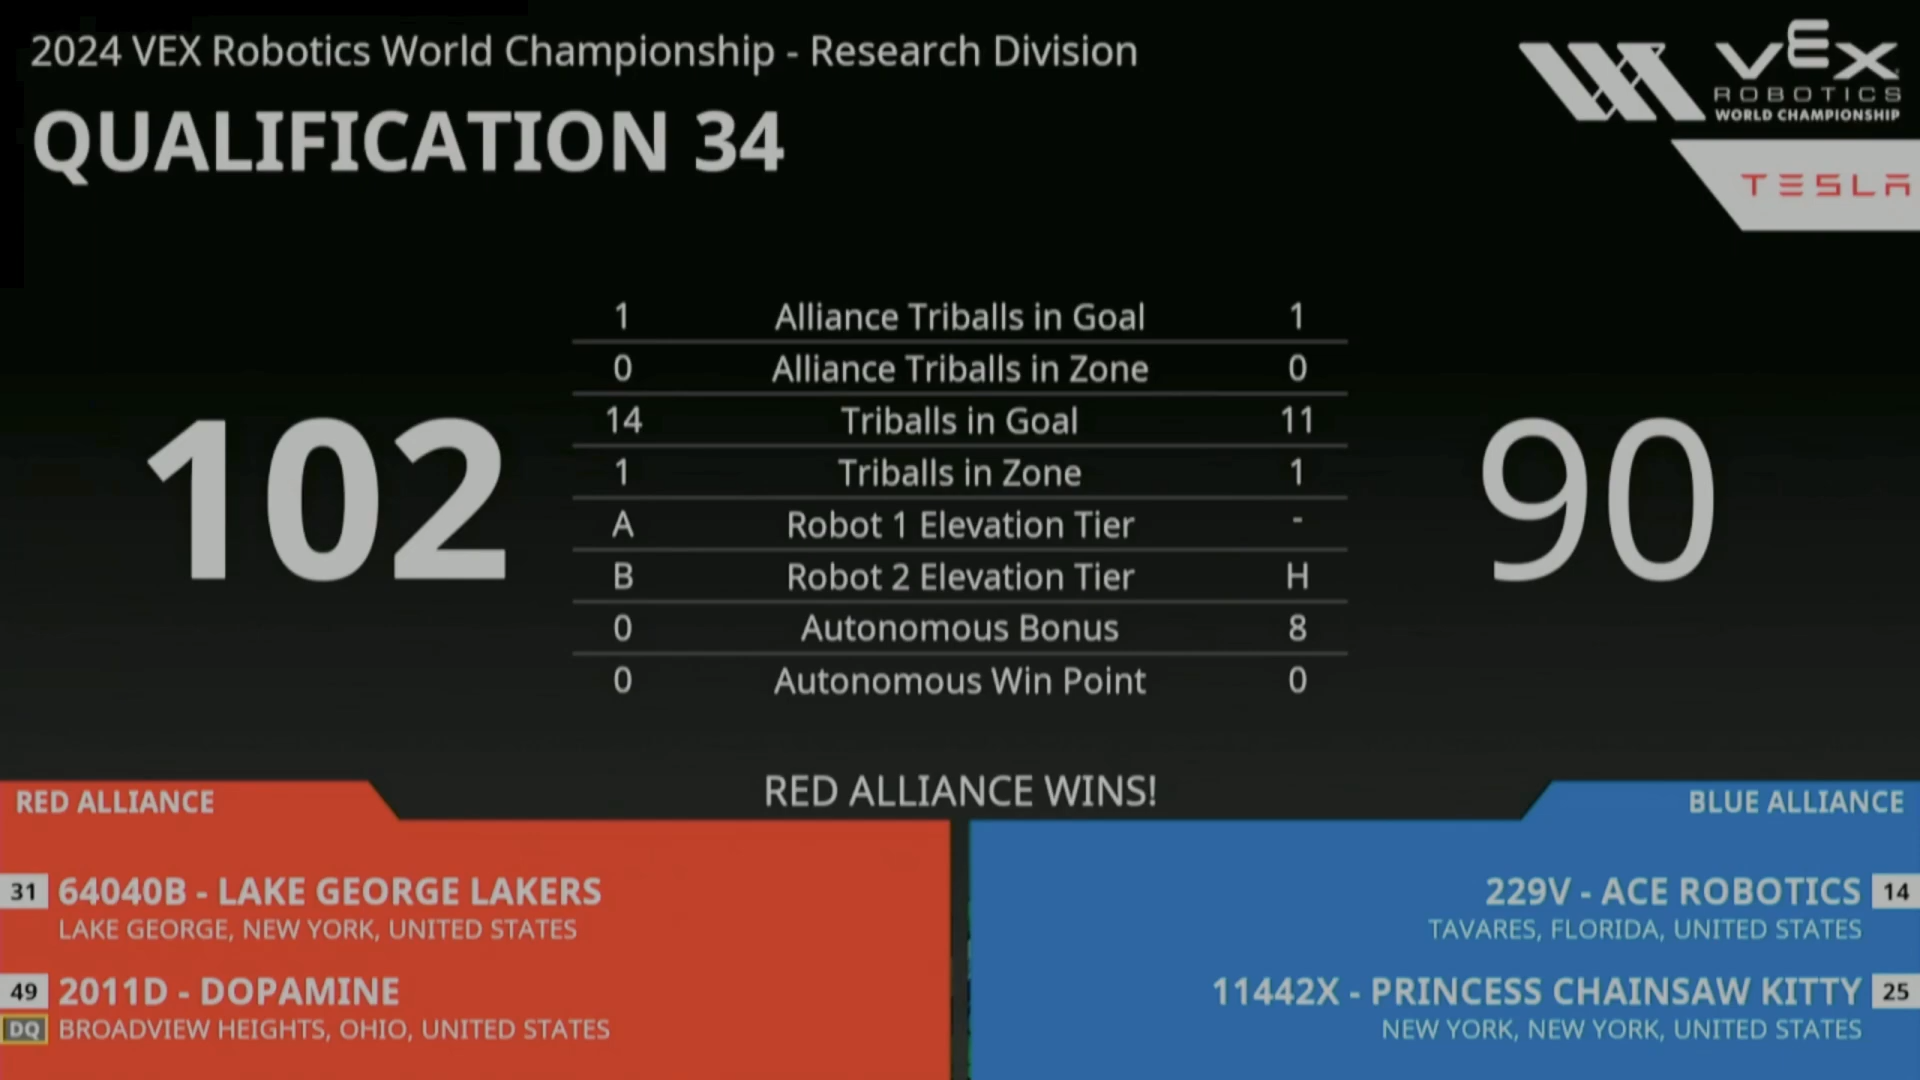 2024 VEX Robotics World Championship - Research Division
QUALIFICATION 34
VEX
ROBOTICS
WORLD CHAMPIONSHIP
TESLA
1 Alliance Triballs in Goal 1
0 Alliance Triballs in Zone 0
14 Triballs in Goal 11
1 Triballs in Zone 1
A Robot 1 Elevation Tier -
B Robot 2 Elevation Tier H
0 Autonomous Bonus 8
0 Autonomous Win Point 0
102
90
RED ALLIANCE WINS!
RED ALLIANCE
31 64040B - LAKE GEORGE LAKERS
LAKE GEORGE, NEW YORK, UNITED STATES
49 2011D - DOPAMINE
DQ BROADVIEW HEIGHTS, OHIO, UNITED STATES
BLUE ALLIANCE
229V - ACE ROBOTICS 14
TAVARES, FLORIDA, UNITED STATES
11442X - PRINCESS CHAINSAW KITTY 25
NEW YORK, NEW YORK, UNITED STATES